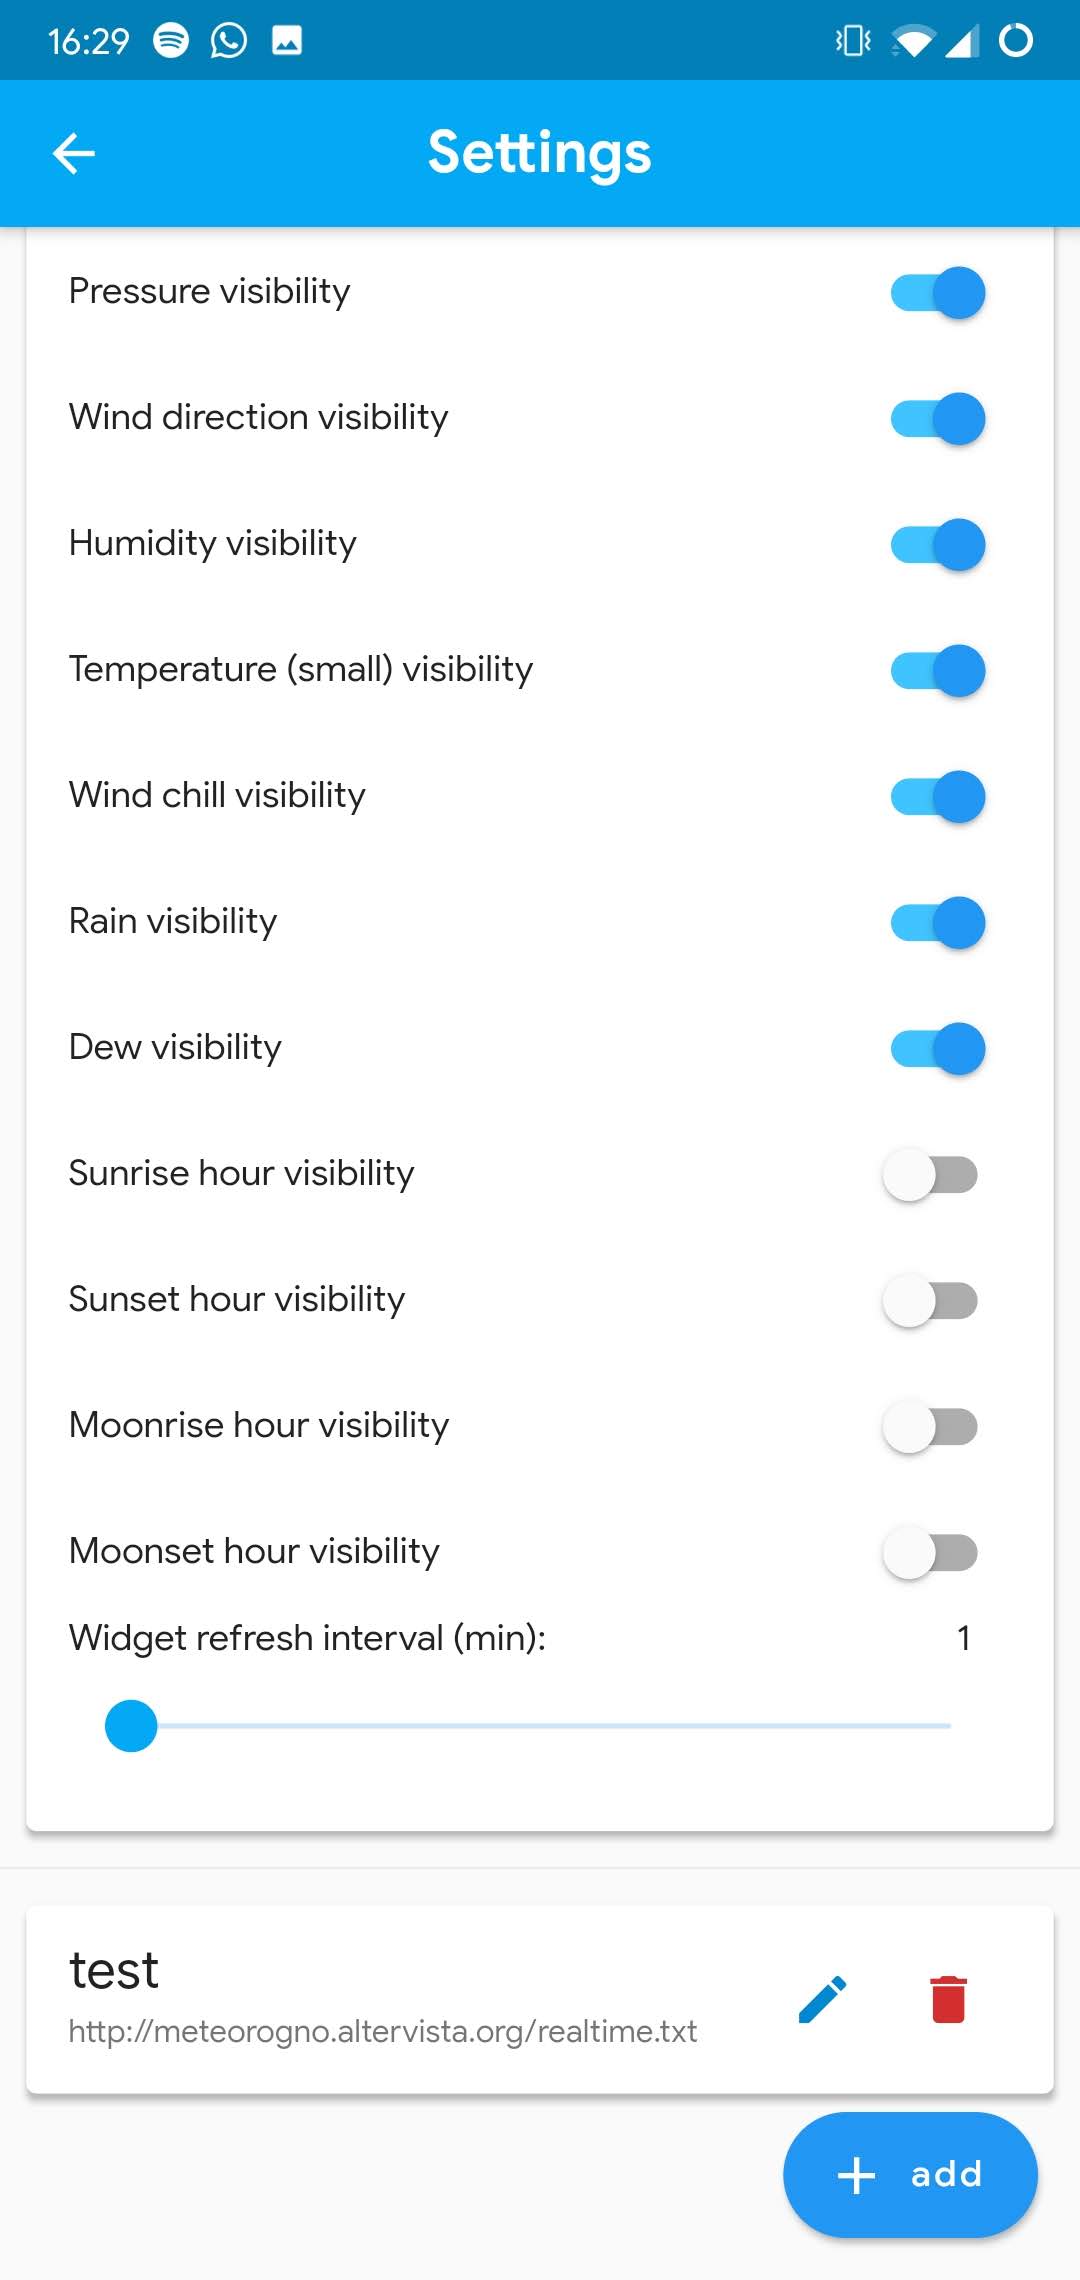 16:29
Settings
Pressure visibility
Wind direction visibility
Humidity visibility
Temperature (small) visibility
Wind chill visibility
Rain visibility
Dew visibility
Sunrise hour visibility
Sunset hour visibility
Moonrise hour visibility
Moonset hour visibility
Widget refresh interval (min): 1
test
http://meteorogno.altervista.org/realtime.txt
add